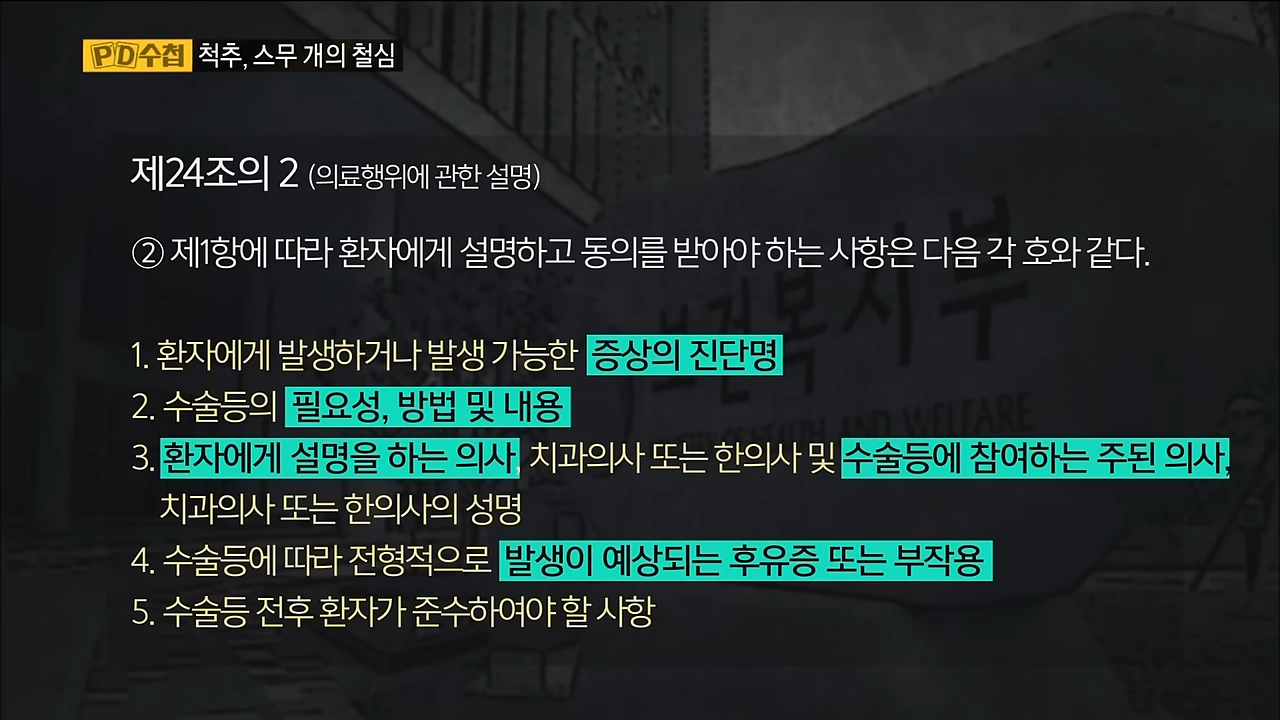 PD수첩 척추, 스무 개의 철심
제24조의 2 (의료행위에 관한 설명)
② 제1항에 따라 환자에게 설명하고 동의를 받아야 하는 사항은 다음 각 호와 같다.
1. 환자에게 발생하거나 발생 가능한 증상의 진단명
2. 수술등의 필요성, 방법 및 내용
3. 환자에게 설명을 하는 의사, 치과의사 또는 한의사 및 수술등에 참여하는 주된 의사,
치과의사 또는 한의사의 성명
4. 수술등에 따라 전형적으로 발생이 예상되는 후유증 또는 부작용
5. 수술등 전후 환자가 준수하여야 할 사항
보건복지부
HEALTH AND WELFARE